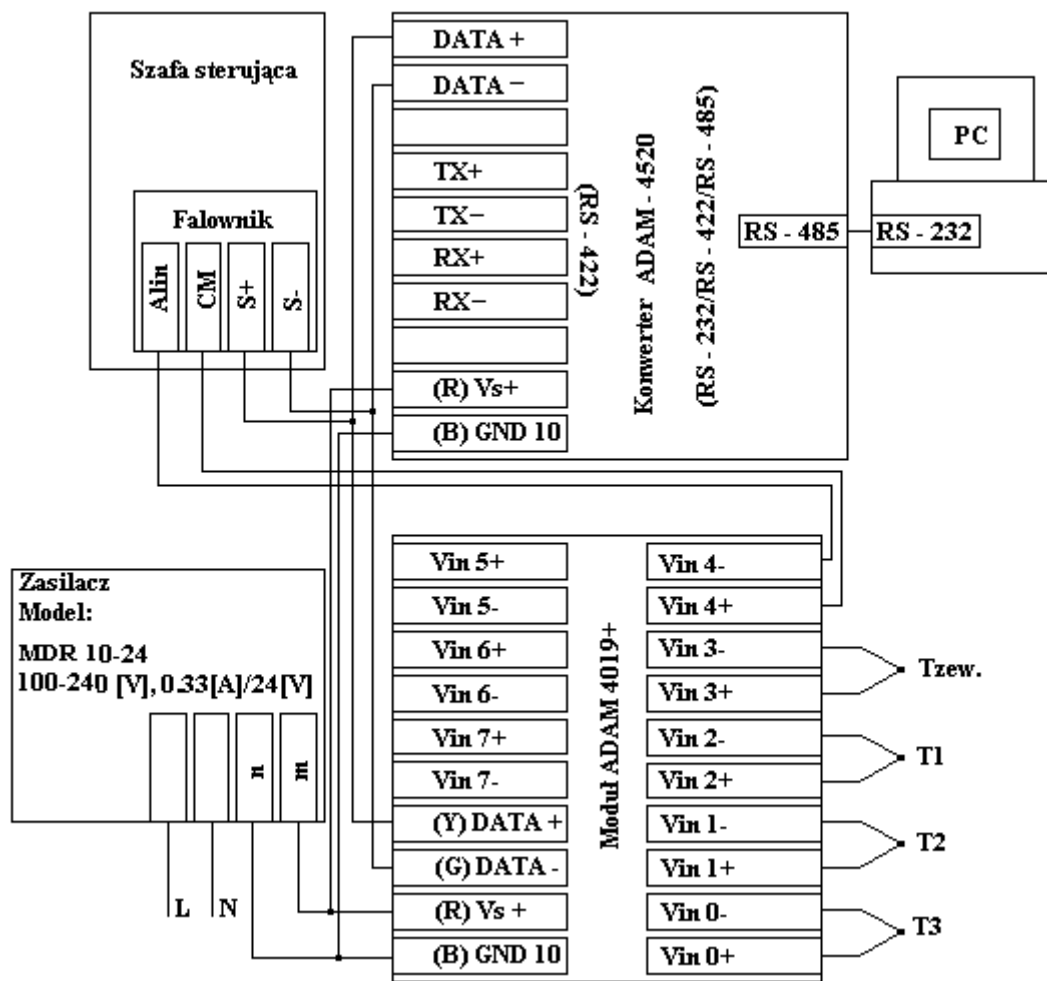 Szafa sterująca
Falownik
Alin
CM
S+
S-
DATA +
DATA −
TX+
TX−
RX+
RX−
(R) Vs+
(B) GND 10
(RS - 422)
Konwerter ADAM - 4520
(RS - 232/RS - 422/RS - 485)
RS - 485
RS - 232
PC
Zasilacz
Model:
MDR 10-24
100-240 [V], 0.33[A]/24[V]
n
m
L
N
Vin 5+
Vin 5-
Vin 6+
Vin 6-
Vin 7+
Vin 7-
(Y) DATA +
(G) DATA -
(R) Vs +
(B) GND 10
Moduł ADAM 4019+
Vin 4-
Vin 4+
Vin 3-
Vin 3+
Vin 2-
Vin 2+
Vin 1-
Vin 1+
Vin 0-
Vin 0+
Tzew.
T1
T2
T3